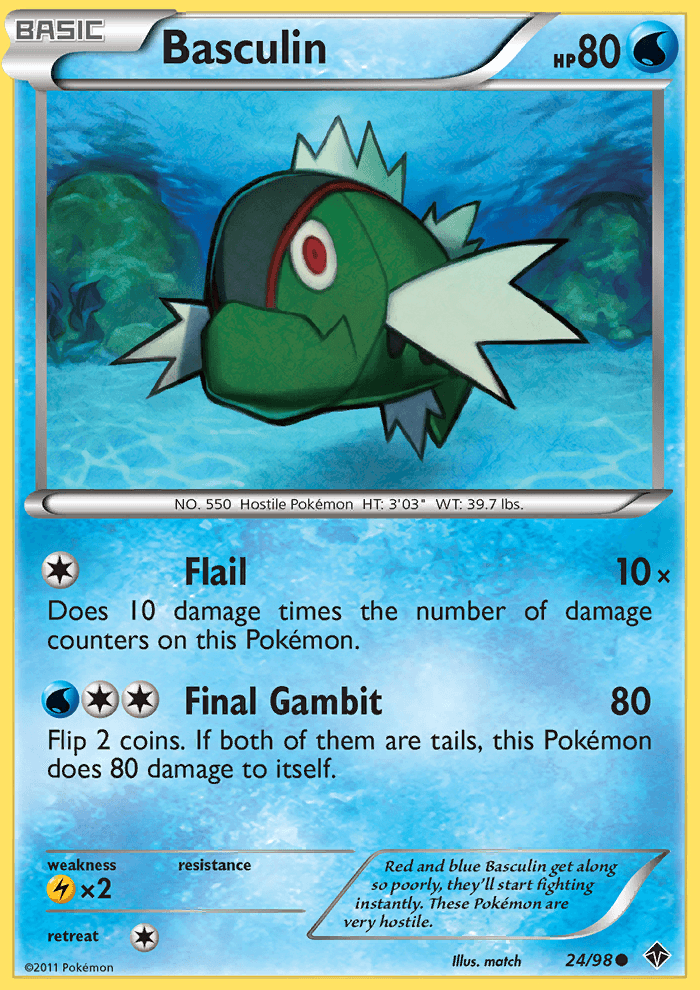 BASIC
Basculin
HP80
NO. 550 Hostile Pokémon HT: 3'03" WT: 39.7 lbs.
Flail 10×
Does 10 damage times the number of damage
counters on this Pokémon.
Final Gambit 80
Flip 2 coins. If both of them are tails, this Pokémon
does 80 damage to itself.
weakness resistance
×2
retreat
Red and blue Basculin get along
so poorly, they'll start fighting
instantly. These Pokémon are
very hostile.
Illus. match 24/98
©2011 Pokémon